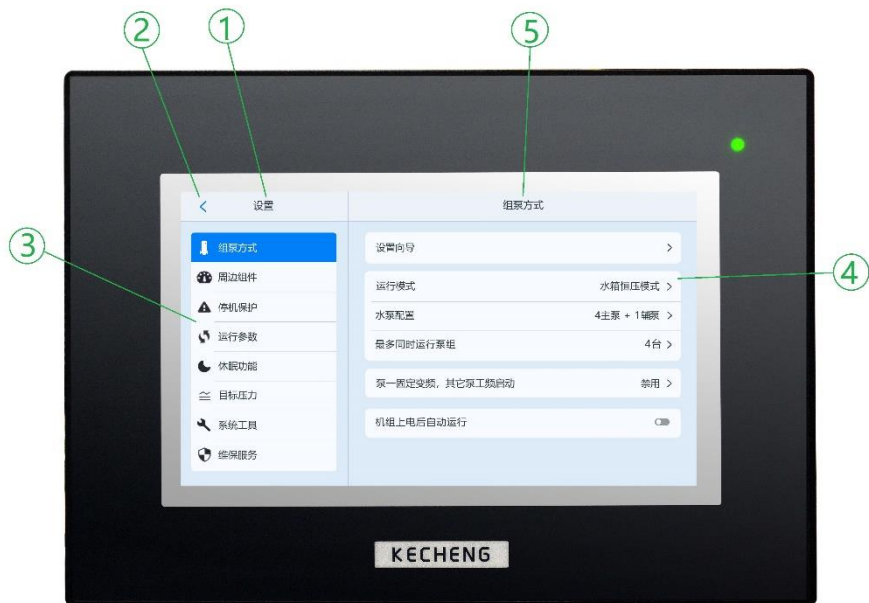 ② ① ⑤
设置 组泵方式
③ 组泵方式 设置向导
周边组件 运行模式 水箱恒压模式 ④
停机保护 水泵配置 4主泵 + 1辅泵
运行参数 最多同时运行泵组 4台
休眠功能 泵一固定变频，其它泵工频启动 禁用
目标压力 机组上电后自动运行
系统工具
维保服务
KECHENG